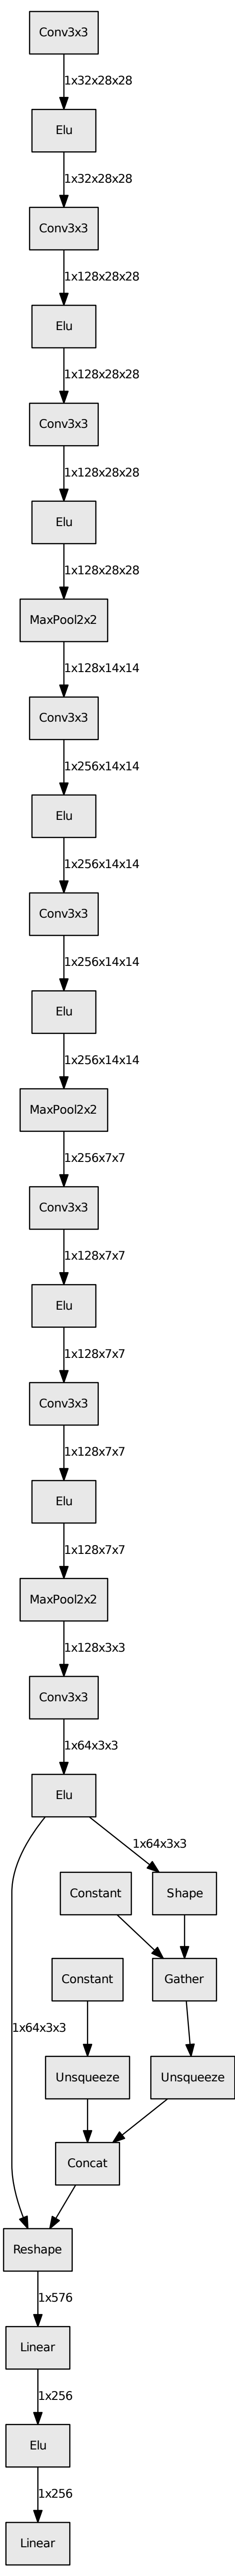 Conv3x3
1x32x28x28
Elu
1x32x28x28
Conv3x3
1x128x28x28
Elu
1x128x28x28
Conv3x3
1x128x28x28
Elu
1x128x28x28
MaxPool2x2
1x128x14x14
Conv3x3
1x256x14x14
Elu
1x256x14x14
Conv3x3
1x256x14x14
Elu
1x256x14x14
MaxPool2x2
1x256x7x7
Conv3x3
1x128x7x7
Elu
1x128x7x7
Conv3x3
1x128x7x7
Elu
1x128x7x7
MaxPool2x2
1x128x3x3
Conv3x3
1x64x3x3
Elu
1x64x3x3
Constant
Shape
Constant
Gather
1x64x3x3
Unsqueeze
Unsqueeze
Concat
Reshape
1x576
Linear
1x256
Elu
1x256
Linear